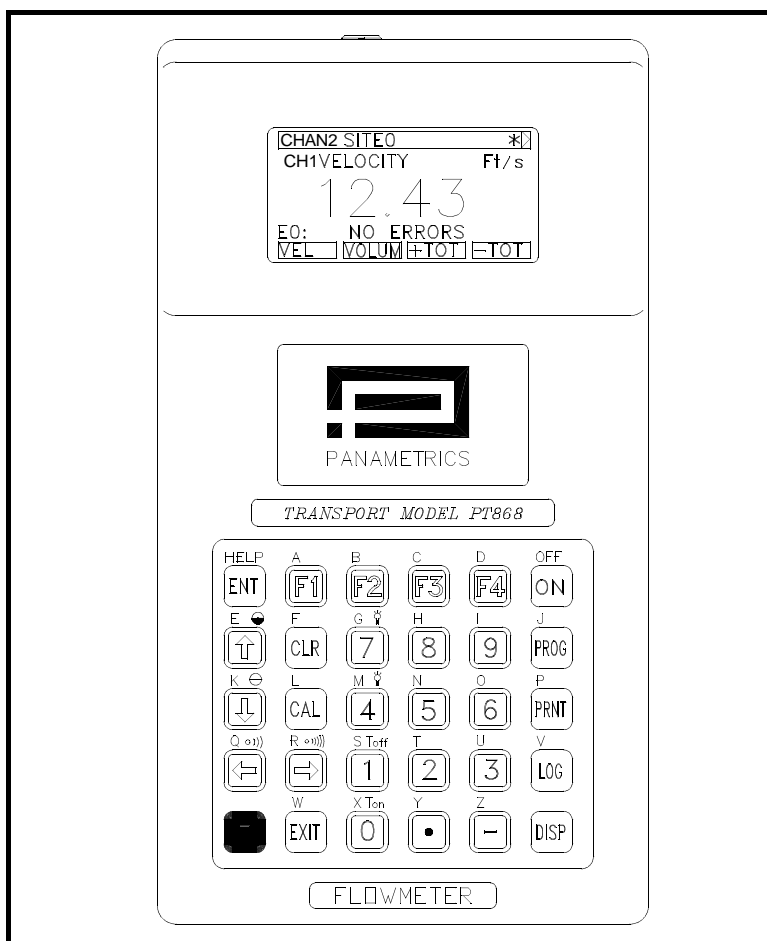 CHAN2 SITE0 *
CH1VELOCITY Ft/s
12.43
E0: NO ERRORS
VEL VOLUM +TOT -TOT
PANAMETRICS
TRANSPORT MODEL PT868
HELP A B C D OFF
ENT F1 F2 F3 F4 ON
E F G H I J
CLR 7 8 9 PROG
K L M N O P
CAL 4 5 6 PRNT
Q R S Toff T U V
1 2 3 LOG
W X Ton Y Z
EXIT 0 • - DISP
FLOWMETER